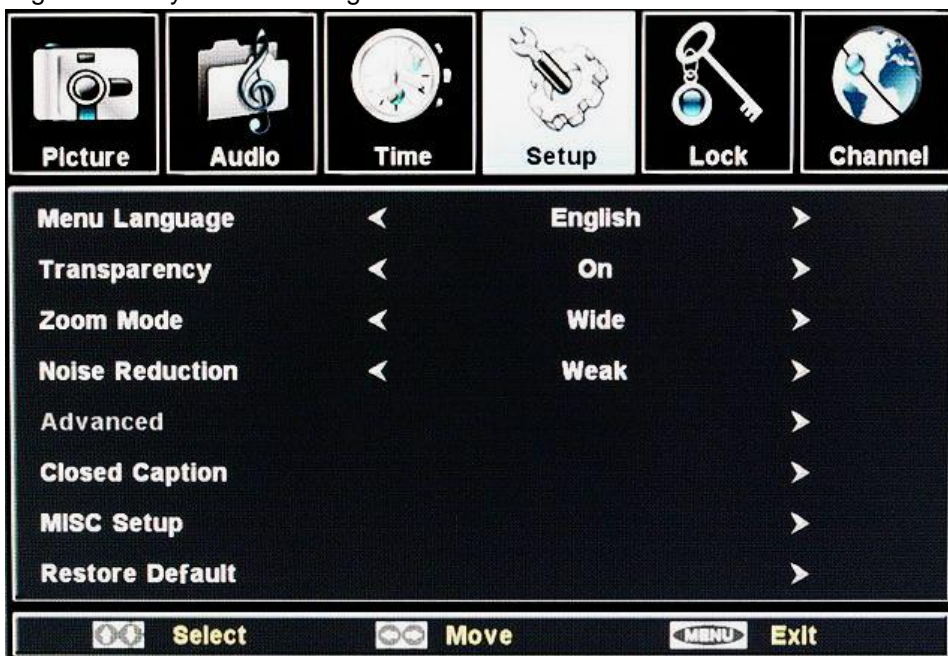 Picture Audio Time Setup Lock Channel
Menu Language < English >
Transparency < On >
Zoom Mode < Wide >
Noise Reduction < Weak >
Advanced >
Closed Caption >
MISC Setup >
Restore Default >
Select Move MENU Exit